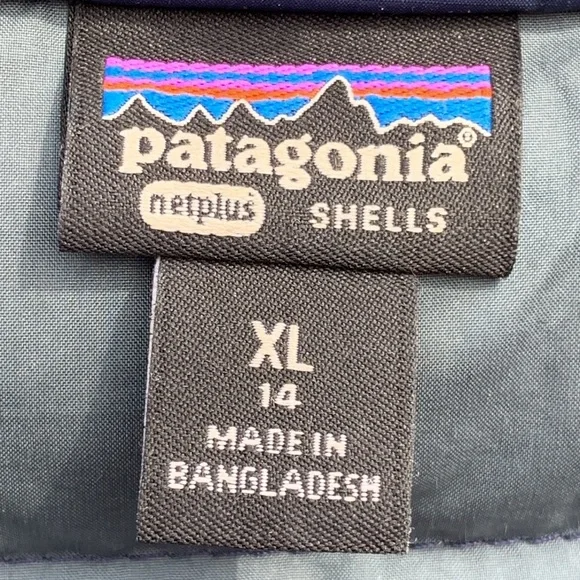 patagonia®
netplus®
SHELLS
XL
14
MADE IN
BANGLADESH